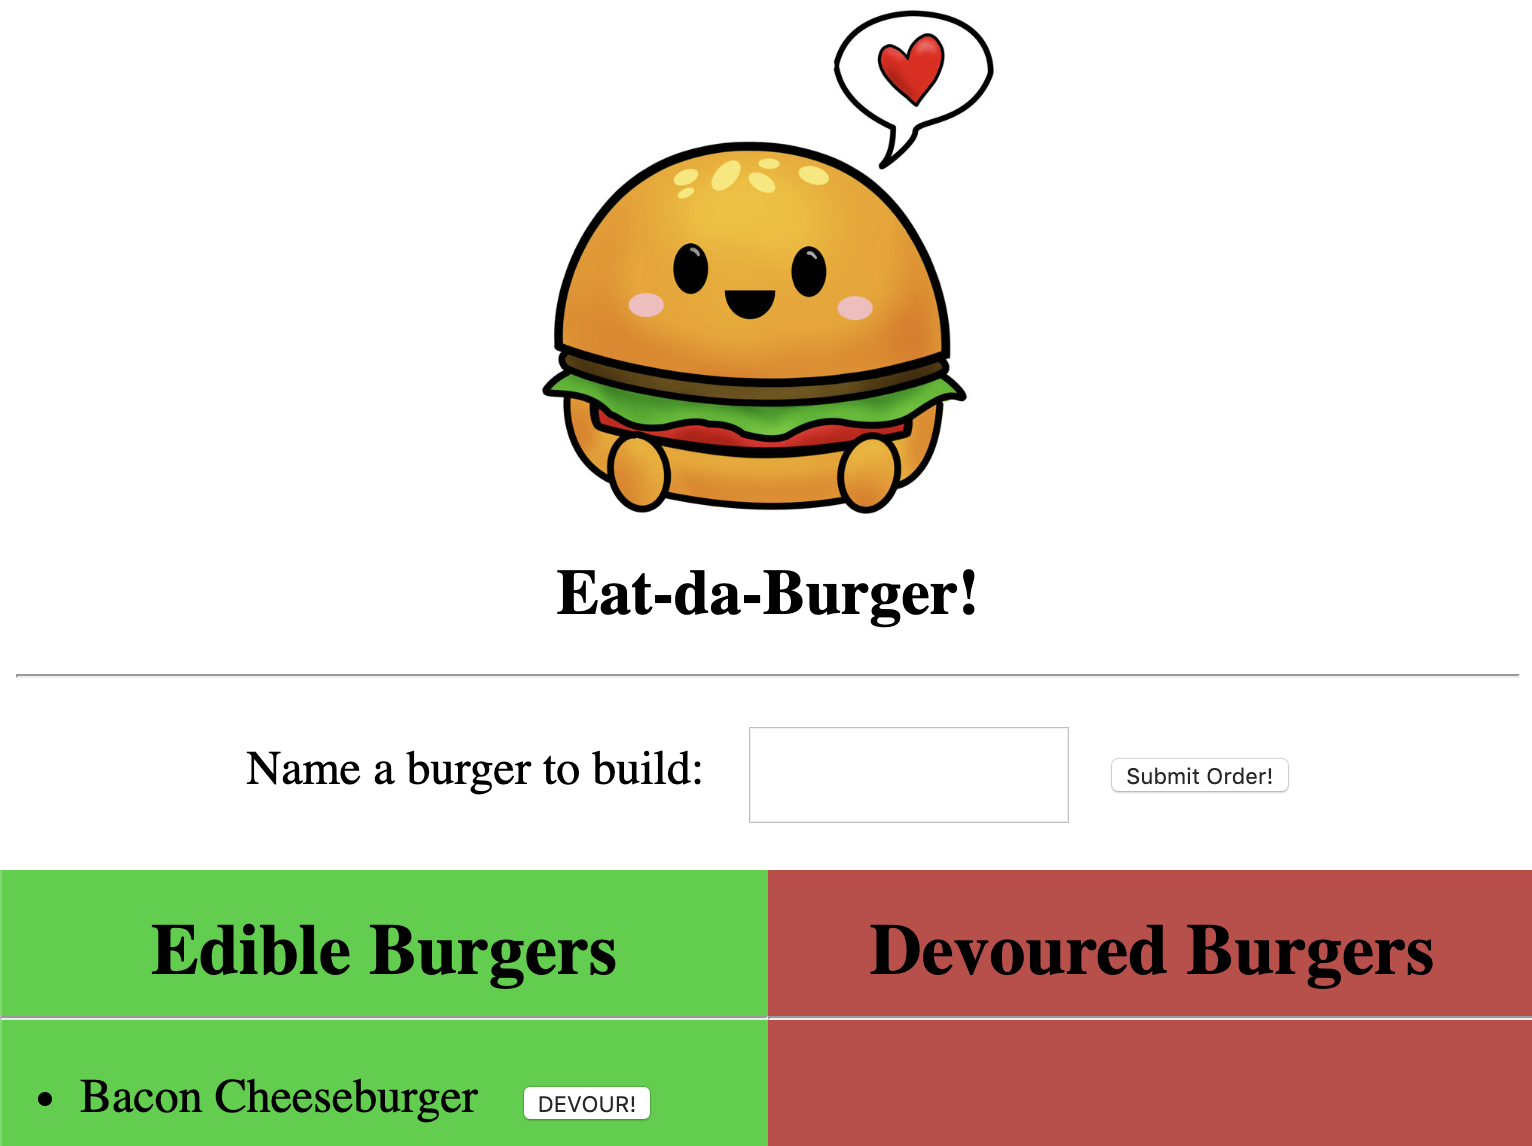 Eat-da-Burger!
Name a burger to build:
Submit Order!
Edible Burgers
Devoured Burgers
• Bacon Cheeseburger DEVOUR!